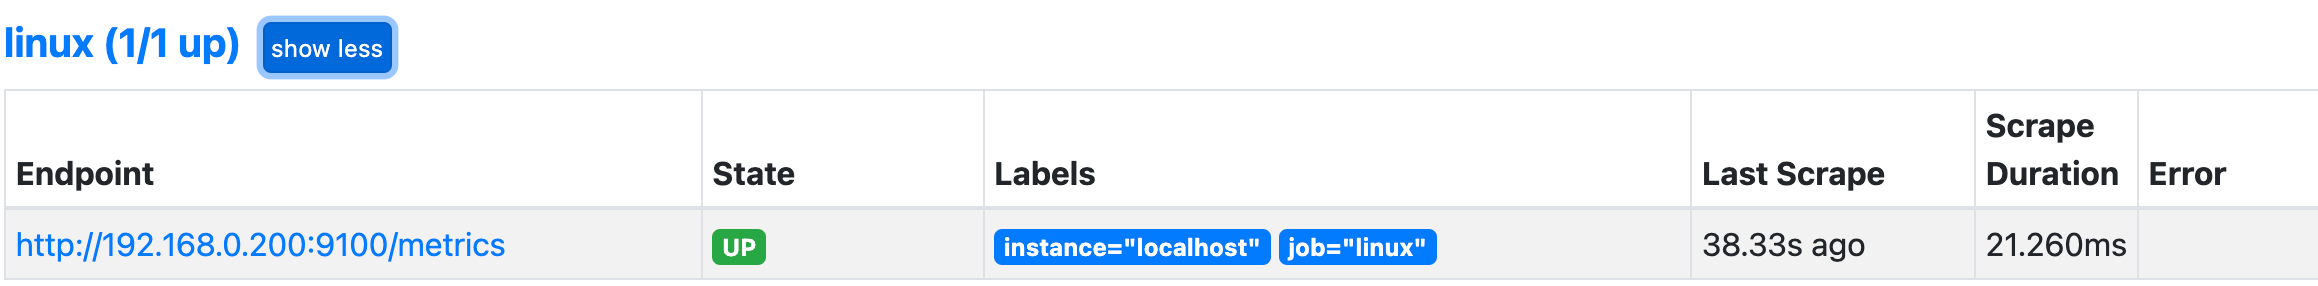 linux (1/1 up) show less
Endpoint State Labels Last Scrape Scrape Duration Error
http://192.168.0.200:9100/metrics UP instance="localhost" job="linux" 38.33s ago 21.260ms